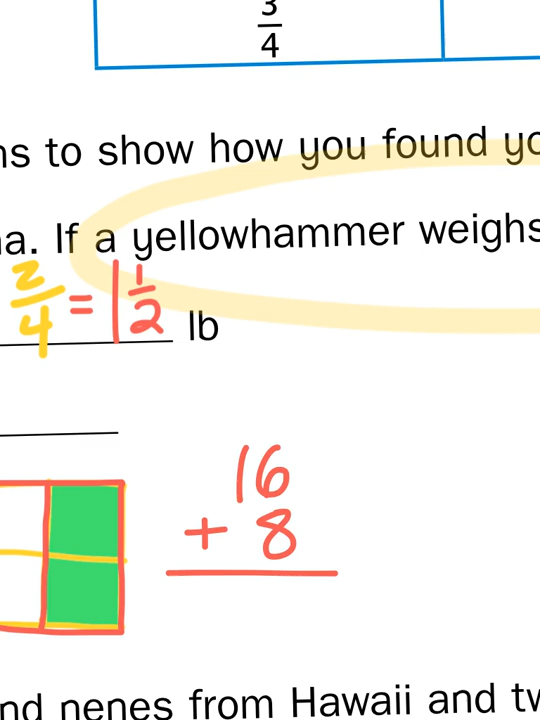 3/4
ns to show how you found yo
na. If a yellowhammer weighs
2/4 = 1 1/2 lb
16
+ 8
nd nenes from Hawaii and tw